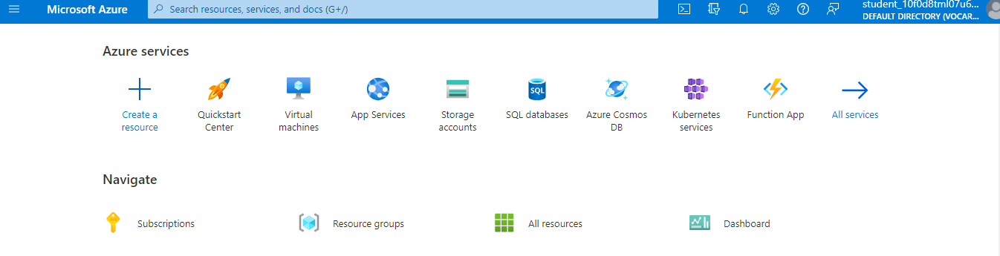 Microsoft Azure
Search resources, services, and docs (G+/)
student_10f0d8tml07u6...
DEFAULT DIRECTORY (VOCAR...
Azure services
Create a
resource
Quickstart
Center
Virtual
machines
App Services
Storage
accounts
SQL
SQL databases
Azure Cosmos
DB
Kubernetes
services
Function App
All services
Navigate
Subscriptions
Resource groups
All resources
Dashboard